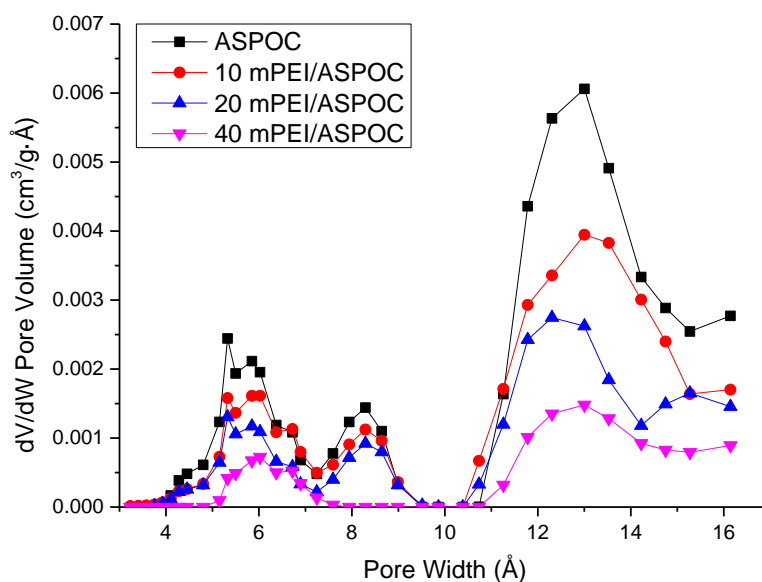 0.007
0.006
0.005
0.004
0.003
0.002
0.001
0.000
dV/dW Pore Volume (cm³/g·Å)
ASPOC
10 mPEI/ASPOC
20 mPEI/ASPOC
40 mPEI/ASPOC
4 6 8 10 12 14 16
Pore Width (Å)